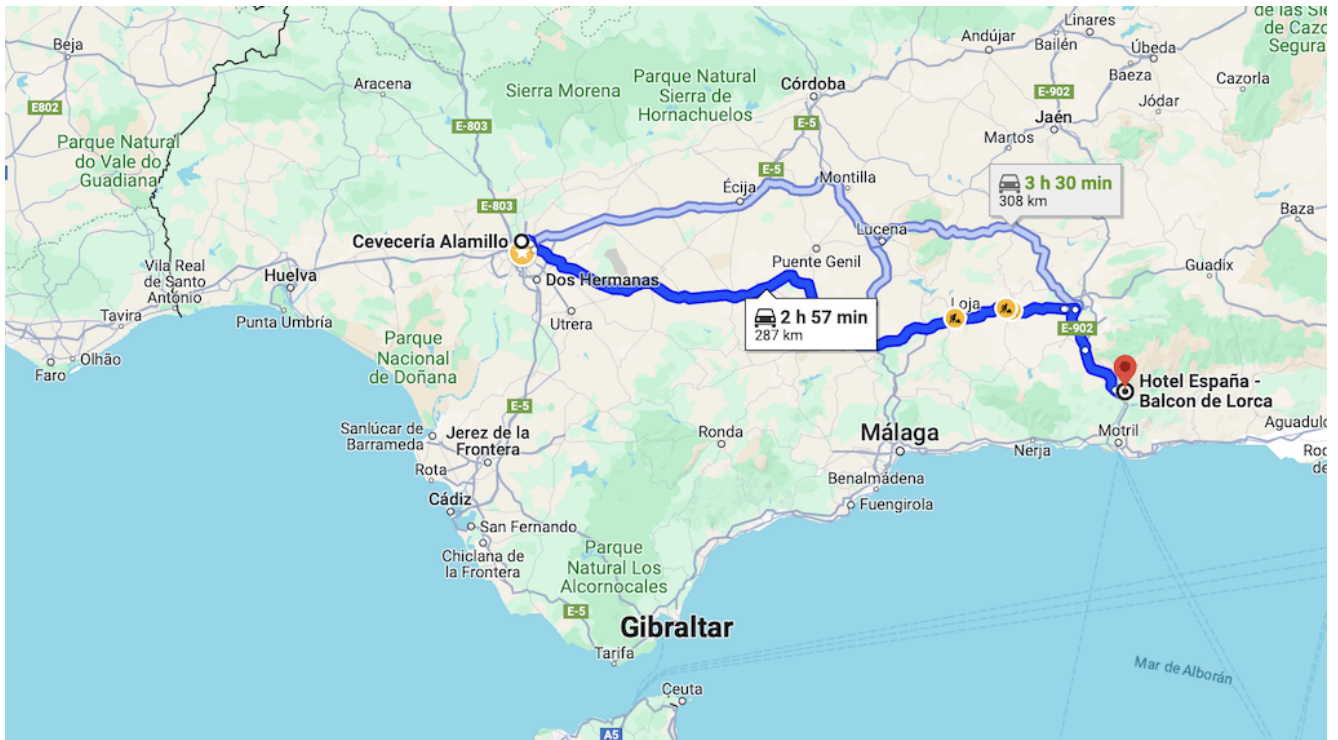 de las Sie
de Cazo
Segura
Linares
Andújar
Bailén
Úbeda
Beja
Baeza
Cazorla
Aracena
Sierra Morena
Parque Natural
Sierra de
Hornachuelos
Córdoba
E-902
Jódar
E802
E-803
E-5
Jaén
Martos
Parque Natural
do Vale do
Guadiana
E-5
Montilla
3 h 30 min
308 km
Écija
E-803
Baza
Cevecería Alamillo
Lucena
Puente Genil
Guadix
Vila Real
de Santo
António
Huelva
Dos Hermanas
Tavira
Punta Umbría
Utrera
2 h 57 min
287 km
Loja
E-902
Parque
Nacional
de Doñana
Olhão
Faro
Hotel España -
Balcon de Lorca
E-5
Sanlúcar de
Barrameda
Jerez de la
Frontera
Ronda
Málaga
Motril
Aguadulc
Nerja
Roq
de
Rota
Benalmádena
Cádiz
Fuengirola
San Fernando
Chiclana de
la Frontera
Parque
Natural Los
Alcornocales
E-5
Gibraltar
Tarifa
Mar de Alborán
Ceuta
A5